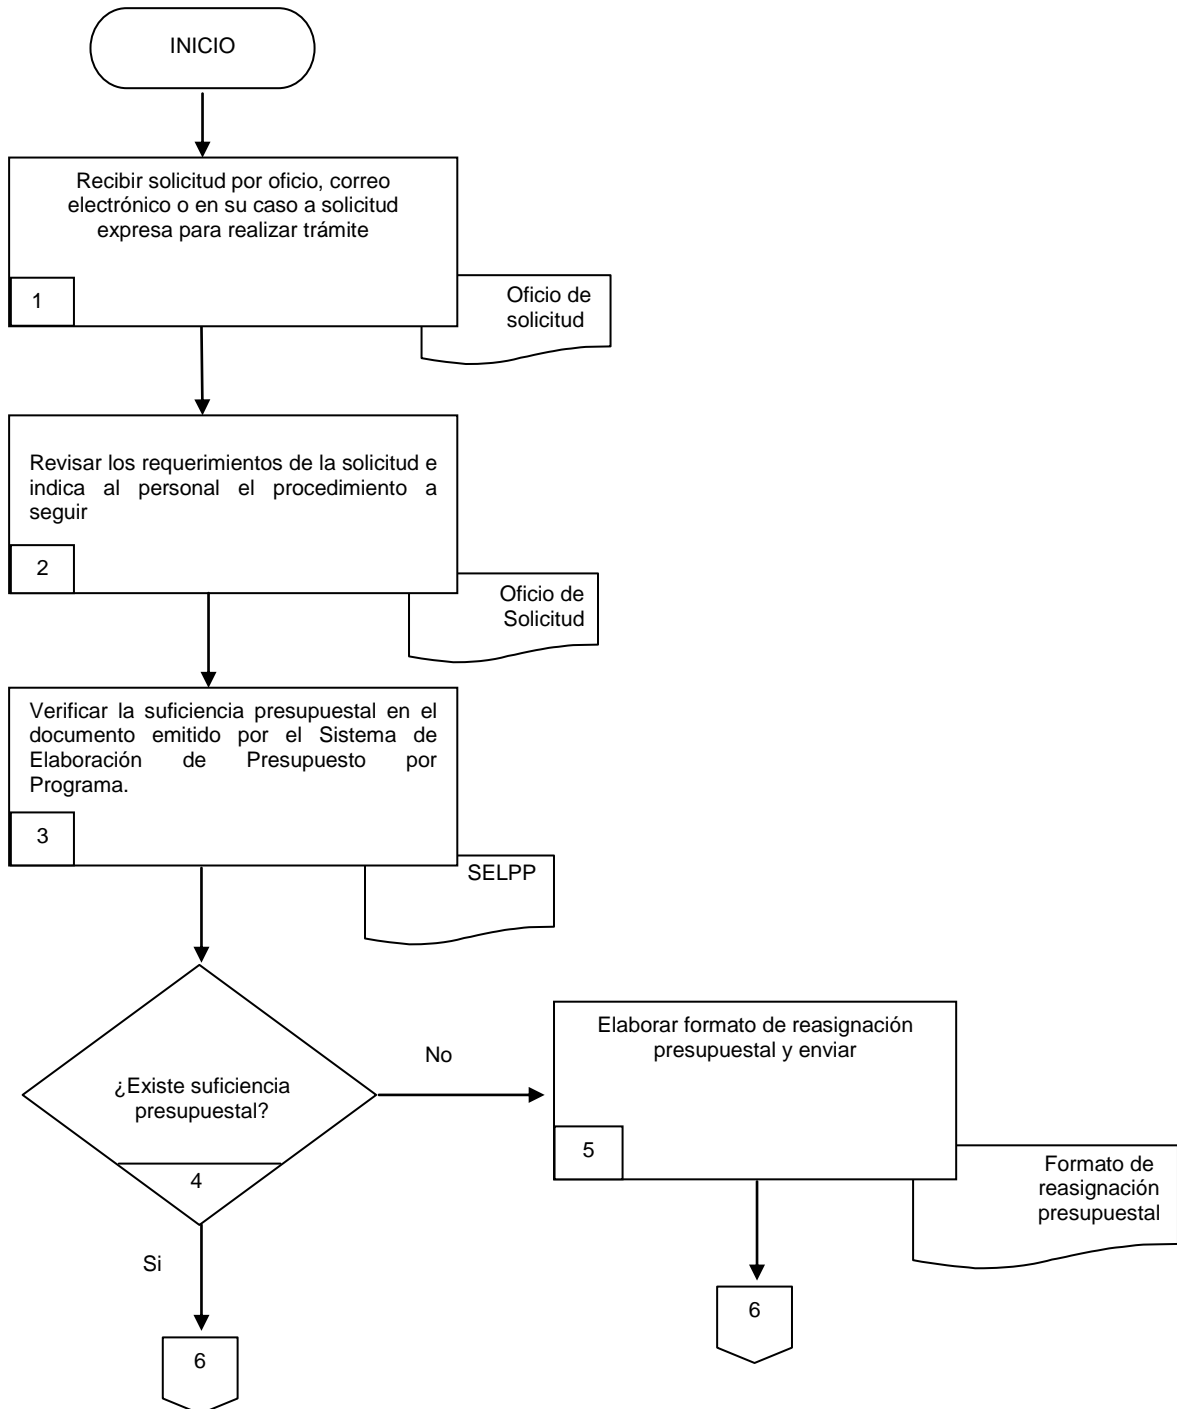 INICIO
Recibir solicitud por oficio, correo
electrónico o en su caso a solicitud
expresa para realizar trámite
1
Oficio de
solicitud
Revisar los requerimientos de la solicitud e
indica al personal el procedimiento a
seguir
2
Oficio de
Solicitud
Verificar la suficiencia presupuestal en el
documento emitido por el Sistema de
Elaboración de Presupuesto por
Programa.
3
SELPP
¿Existe suficiencia
presupuestal?
4
No
Elaborar formato de reasignación
presupuestal y enviar
5
Formato de
reasignación
presupuestal
Si
6
6